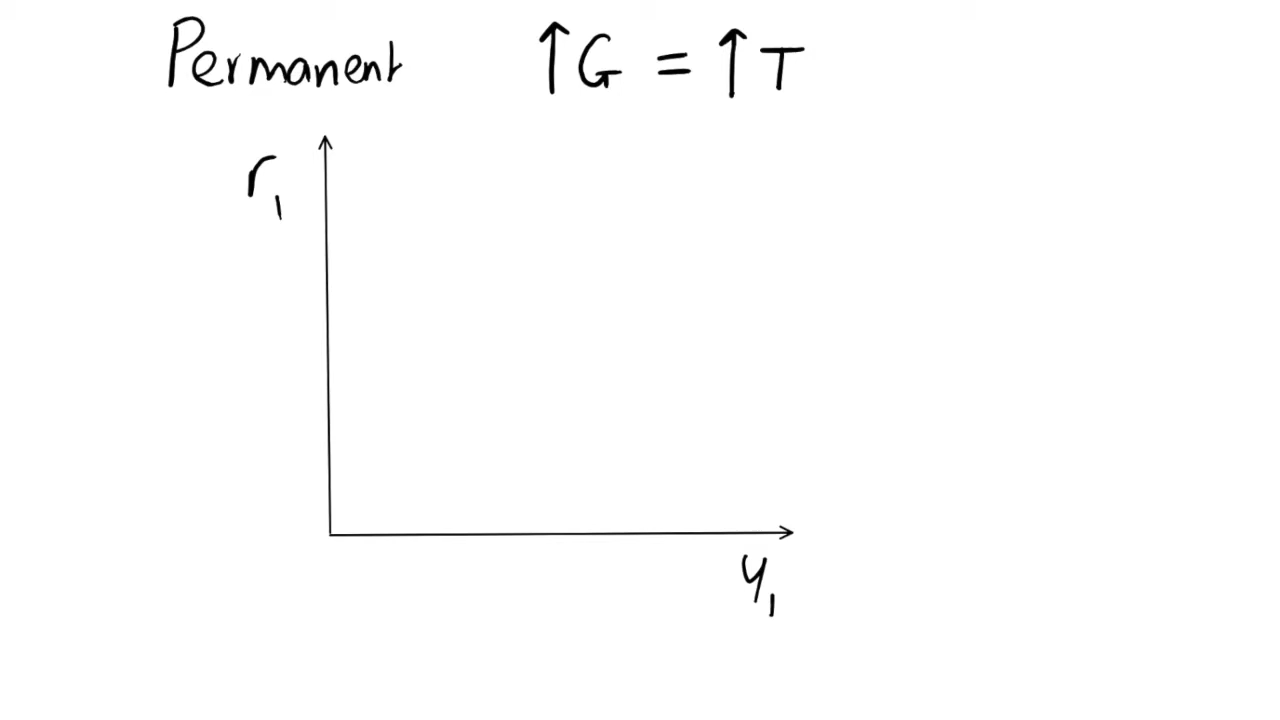 Permanent ↑G = ↑T
r₁
y₁